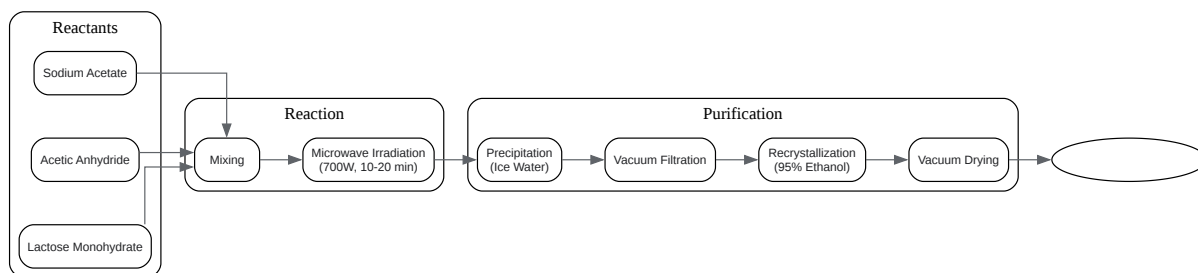 Reactants
Sodium Acetate
Acetic Anhydride
Lactose Monohydrate
Reaction
Mixing
Microwave Irradiation
(700W, 10-20 min)
Purification
Precipitation
(Ice Water)
Vacuum Filtration
Recrystallization
(95% Ethanol)
Vacuum Drying